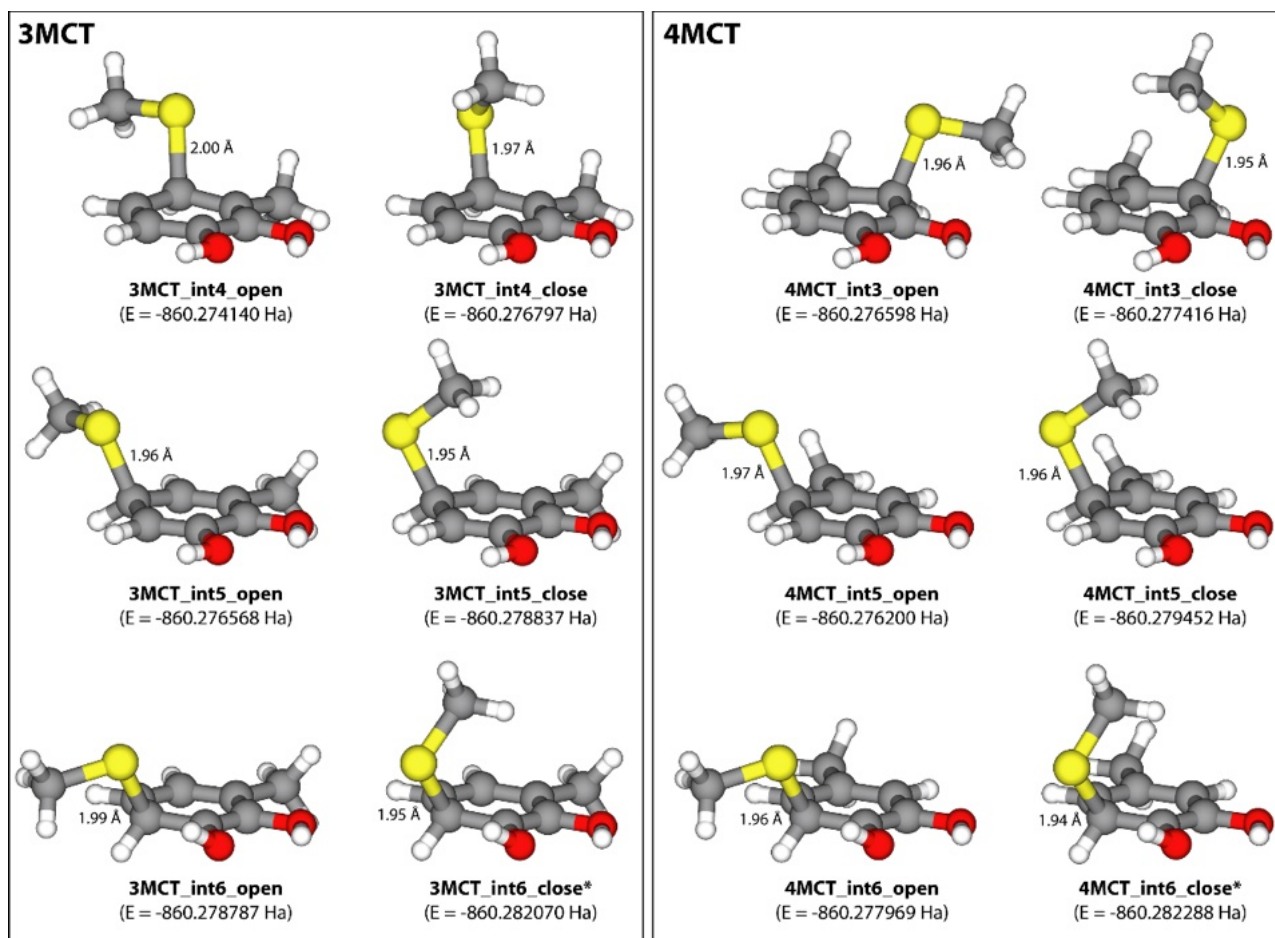 3MCT
2.00 Å
1.97 Å
3MCT_int4_open
(E = -860.274140 Ha)
3MCT_int4_close
(E = -860.276797 Ha)
1.96 Å
1.95 Å
3MCT_int5_open
(E = -860.276568 Ha)
3MCT_int5_close
(E = -860.278837 Ha)
1.99 Å
1.95 Å
3MCT_int6_open
(E = -860.278787 Ha)
3MCT_int6_close*
(E = -860.282070 Ha)
4MCT
1.96 Å
1.95 Å
4MCT_int3_open
(E = -860.276598 Ha)
4MCT_int3_close
(E = -860.277416 Ha)
1.97 Å
1.96 Å
4MCT_int5_open
(E = -860.276200 Ha)
4MCT_int5_close
(E = -860.279452 Ha)
1.96 Å
1.94 Å
4MCT_int6_open
(E = -860.277969 Ha)
4MCT_int6_close*
(E = -860.282288 Ha)